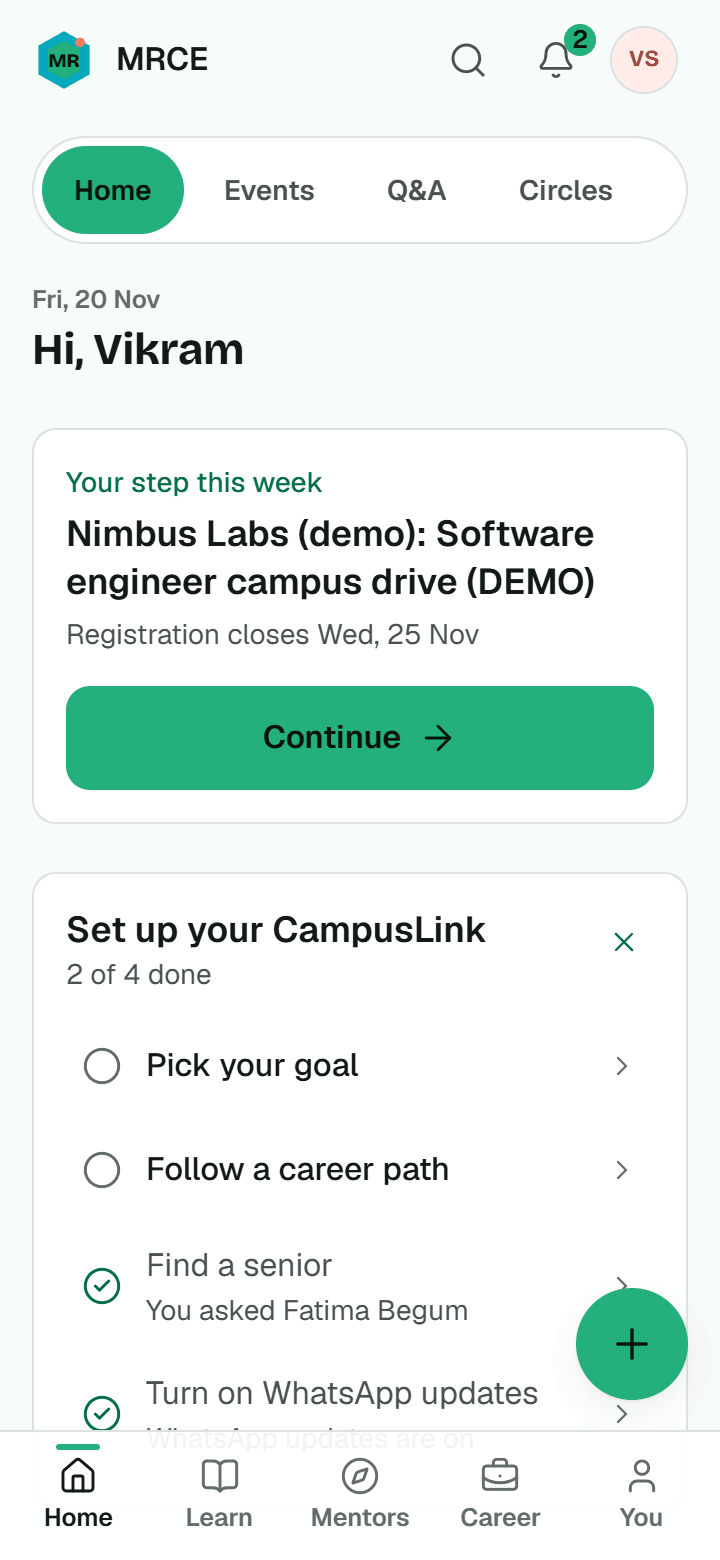 MR
MRCE
2
VS
Home
Events
Q&A
Circles
Fri, 20 Nov
Hi, Vikram
Your step this week
Nimbus Labs (demo): Software
engineer campus drive (DEMO)
Registration closes Wed, 25 Nov
Continue
Set up your CampusLink
2 of 4 done
Pick your goal
Follow a career path
Find a senior
You asked Fatima Begum
Turn on WhatsApp updates
WhatsApp updates are on
Home
Learn
Mentors
Career
You